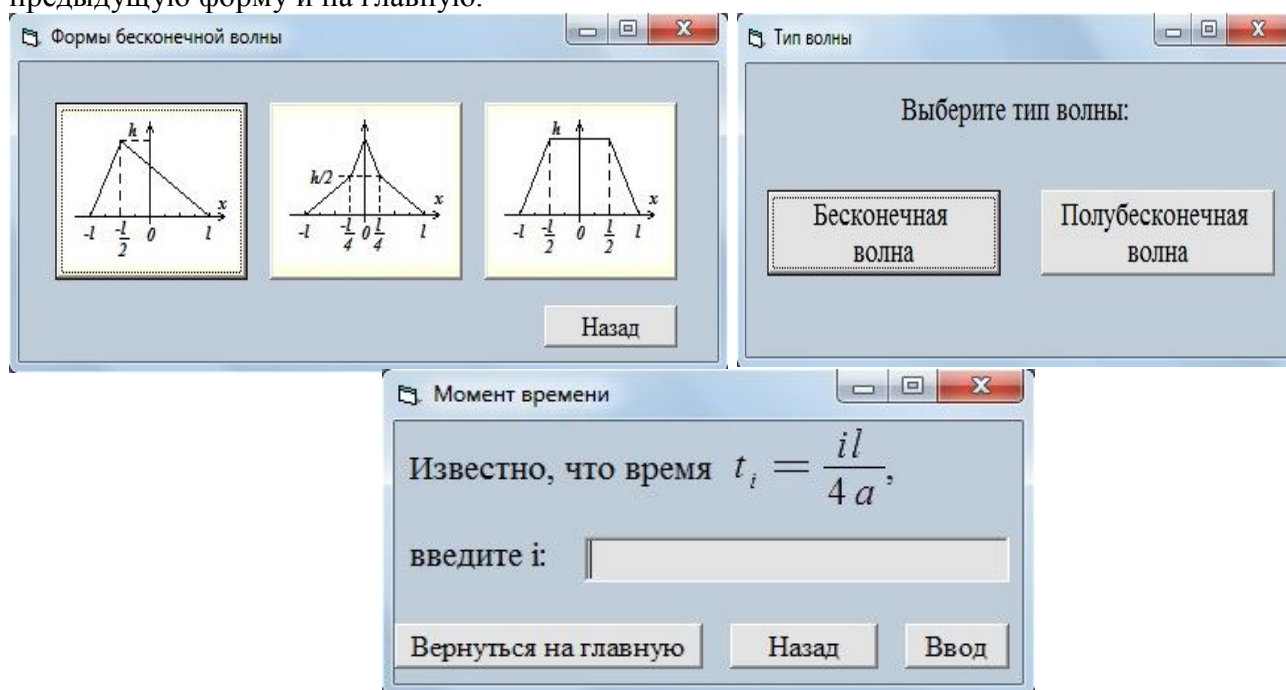 предыдущую форму и на главную.
Формы бесконечной волны
h
x
-l -l/2 0 l
h/2
x
-l -l/4 0 l/4 l
h
x
-l -l/2 0 l/2 l
Назад
Тип волны
Выберите тип волны:
Бесконечная
волна
Полубесконечная
волна
Момент времени
Известно, что время t_i = il/4a,
введите i:
Вернуться на главную Назад Ввод